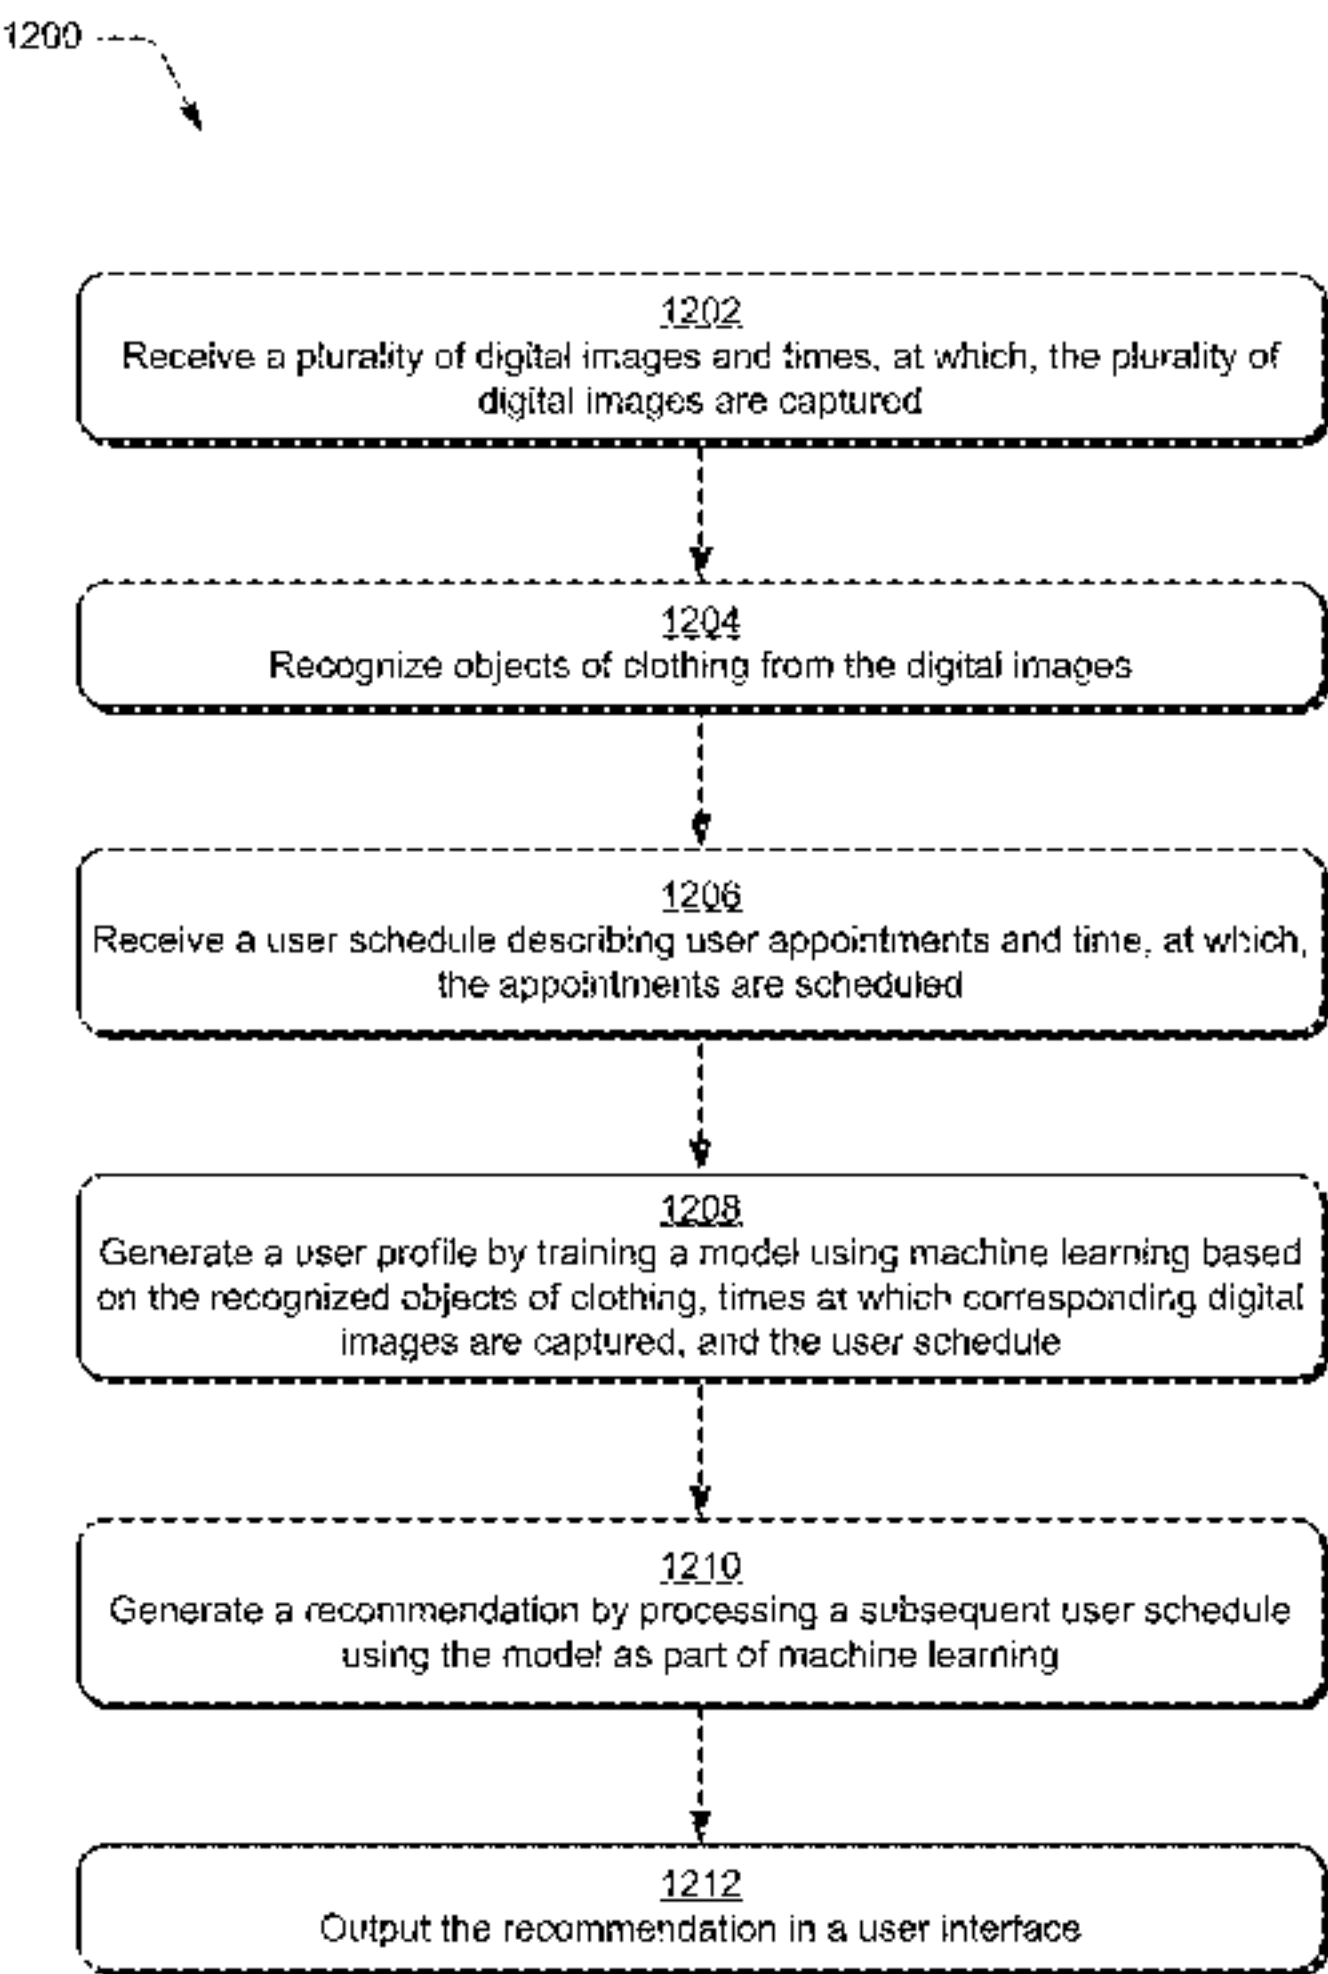 1200
1202
Receive a plurality of digital images and times, at which, the plurality of
digital images are captured
1204
Recognize objects of clothing from the digital images
1206
Receive a user schedule describing user appointments and time, at which,
the appointments are scheduled
1208
Generate a user profile by training a model using machine learning based
on the recognized objects of clothing, times at which corresponding digital
images are captured, and the user schedule
1210
Generate a recommendation by processing a subsequent user schedule
using the model as part of machine learning
1212
Output the recommendation in a user interface